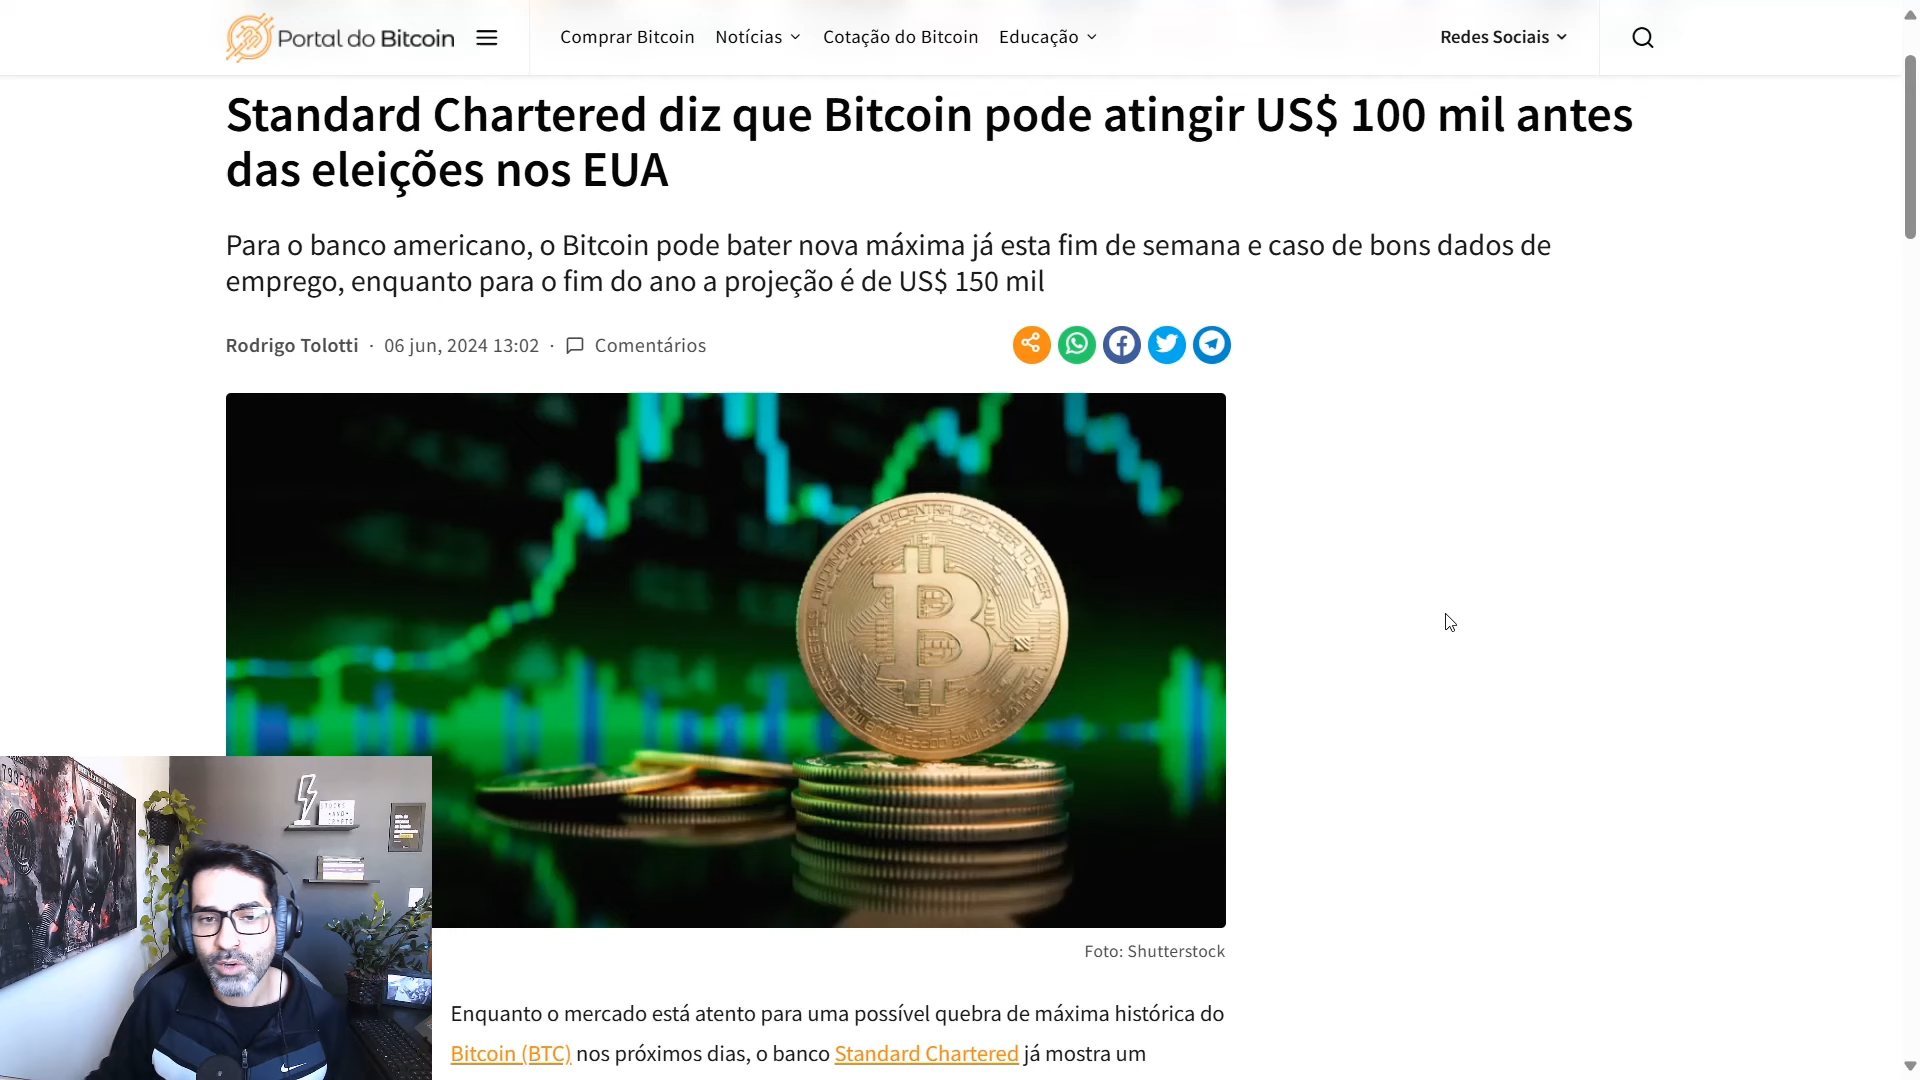 Portal do Bitcoin
Comprar Bitcoin
Notícias
Cotação do Bitcoin
Educação
Redes Sociais
Standard Chartered diz que Bitcoin pode atingir US$ 100 mil antes
das eleições nos EUA
Para o banco americano, o Bitcoin pode bater nova máxima já esta fim de semana e caso de bons dados de
emprego, enquanto para o fim do ano a projeção é de US$ 150 mil
Rodrigo Tolotti · 06 jun, 2024 13:02 · Comentários
Foto: Shutterstock
Enquanto o mercado está atento para uma possível quebra de máxima histórica do
Bitcoin (BTC) nos próximos dias, o banco Standard Chartered já mostra um